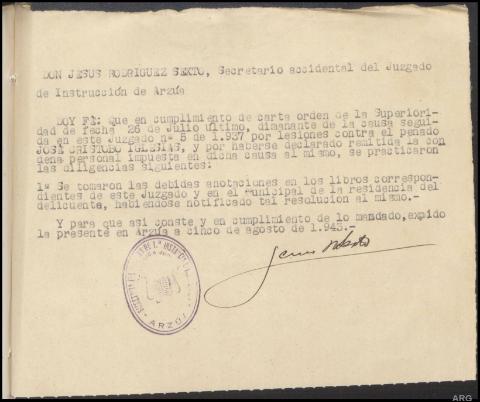 DON JESUS RODRIGUEZ SEXTO, Secretario accidental del Juzgado
de Instrucción de Arzúa
DOY FÉ: Que en cumplimiento de carta orden de la Superiori-
dad de fecha 26 de Julio último, dimanante de la causa segui-
da en este Juzgado nº 5 de 1.937 por lesiones contra el penado
JOSÉ CRISTOBO IGLESIAS, y por haberse declarado remitida la con
dena personal impuesta en dicha causa al mismo, se practicaron
las diligencias siguientes:
1ª Se tomaron las debidas anotaciones en los libros correspon-
dientes de este Juzgado y en el municipal de la residencia del
delicuenta, habiendose notificado tal resolucion al mismo.-
Y para que asi conste y en cumplimiento de lo mandado, expido
la presente en Arzúa a cinco de agosto de 1.943.-
ARZÚA
ARG